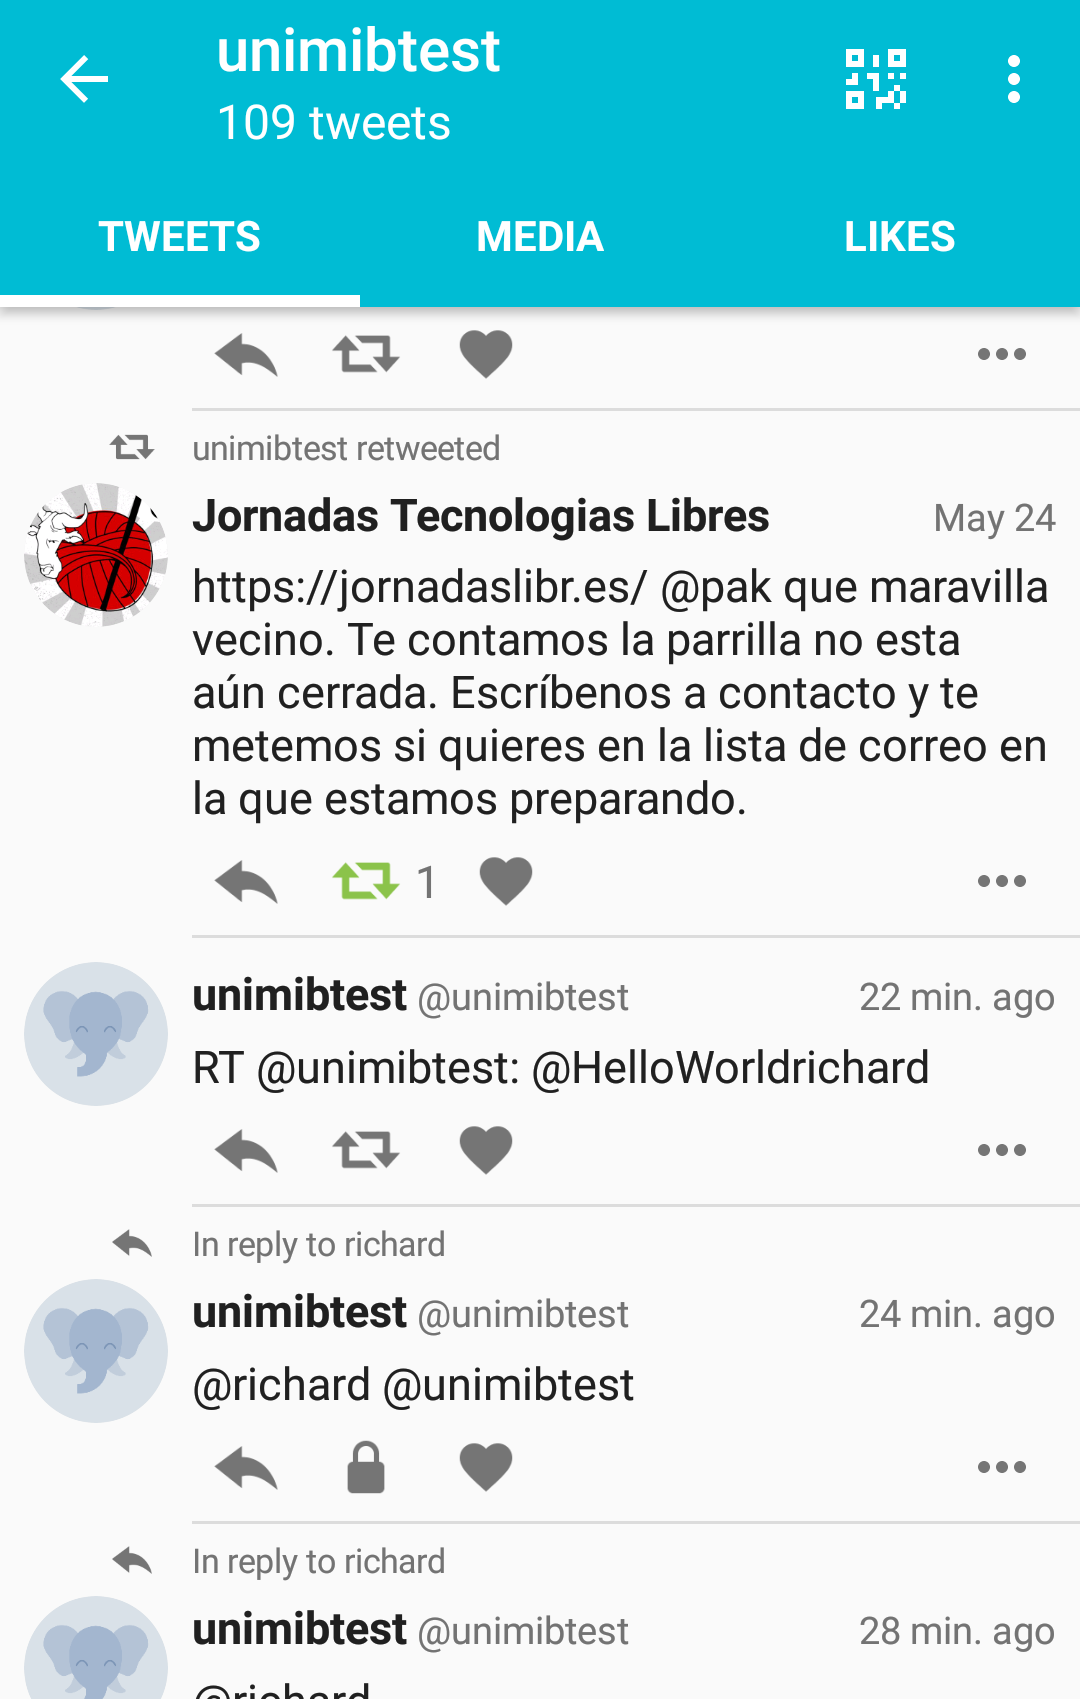 unimibtest
109 tweets
TWEETS MEDIA LIKES
unimibtest retweeted
Jornadas Tecnologias Libres May 24
https://jornadaslibr.es/ @pak que maravilla
vecino. Te contamos la parrilla no esta
aún cerrada. Escríbenos a contacto y te
metemos si quieres en la lista de correo en
la que estamos preparando.
1
unimibtest @unimibtest 22 min. ago
RT @unimibtest: @HelloWorldrichard
In reply to richard
unimibtest @unimibtest 24 min. ago
@richard @unimibtest
In reply to richard
unimibtest @unimibtest 28 min. ago
@richard